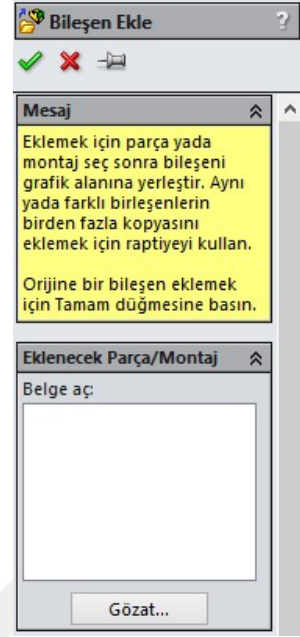 Bileşen Ekle ?
Mesaj
Eklemek için parça yada
montaj seç sonra bileşeni
grafik alanına yerleştir. Aynı
yada farklı birleşenlerin
birden fazla kopyasını
eklemek için raptiyeyi kullan.
Orijine bir bileşen eklemek
için Tamam düğmesine basın.
Eklenecek Parça/Montaj
Belge aç:
Gözat...